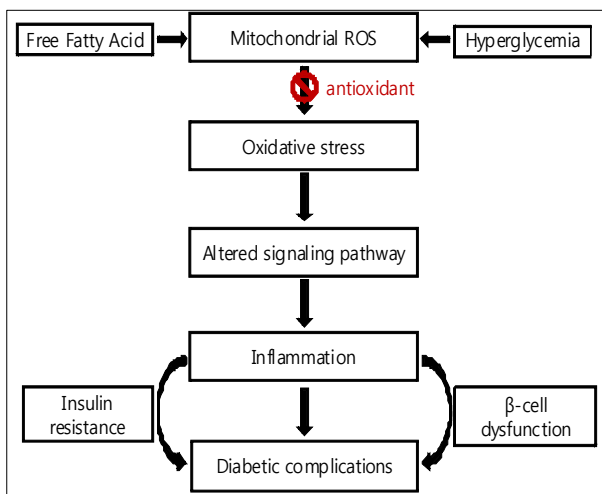 Free Fatty Acid
Mitochondrial ROS
Hyperglycemia
antioxidant
Oxidative stress
Altered signaling pathway
Inflammation
Insulin
resistance
β-cell
dysfunction
Diabetic complications